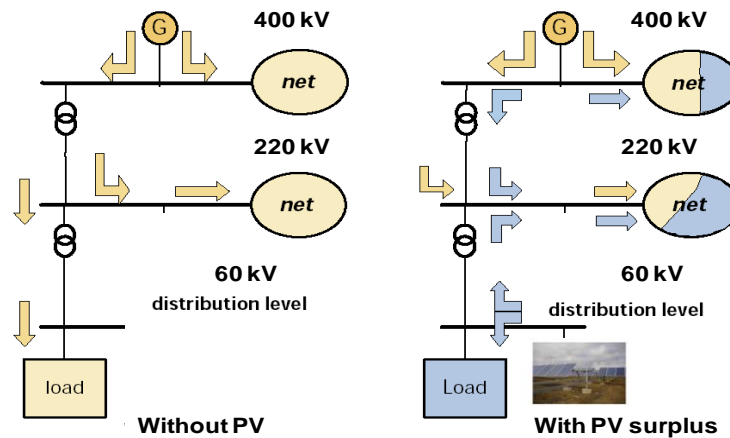 G
400 kV
net
220 kV
net
60 kV
distribution level
load
Without PV
G
400 kV
net
220 kV
net
60 kV
distribution level
Load
With PV surplus